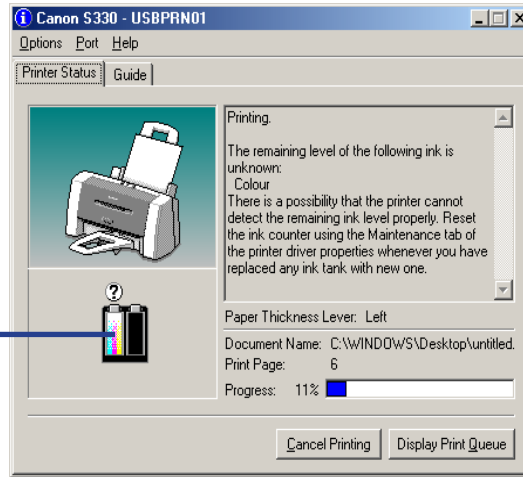 Canon S330 - USBPRN01
Options Port Help
Printer Status Guide
Printing.
The remaining level of the following ink is
unknown:
Colour
There is a possibility that the printer cannot
detect the remaining ink level properly. Reset
the ink counter using the Maintenance tab of
the printer driver properties whenever you have
replaced any ink tank with new one.
?
Paper Thickness Lever: Left
Document Name: C:\WINDOWS\Desktop\untitled.
Print Page: 6
Progress: 11%
Cancel Printing Display Print Queue